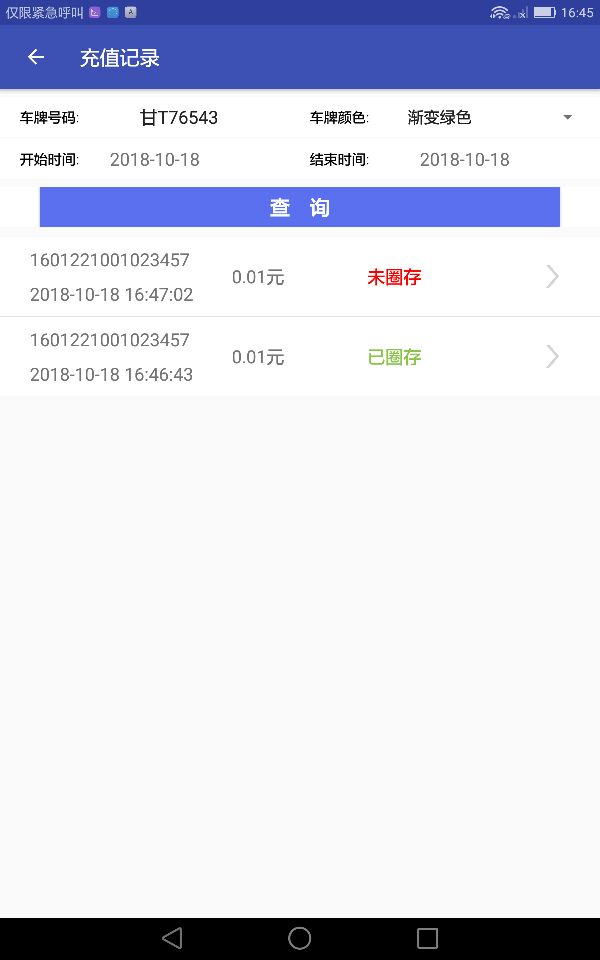 仅限紧急呼叫 16:45
充值记录
车牌号码: 甘T76543 车牌颜色: 渐变绿色
开始时间: 2018-10-18 结束时间: 2018-10-18
查 询
1601221001023457
0.01元 未圈存
2018-10-18 16:47:02
1601221001023457
0.01元 已圈存
2018-10-18 16:46:43